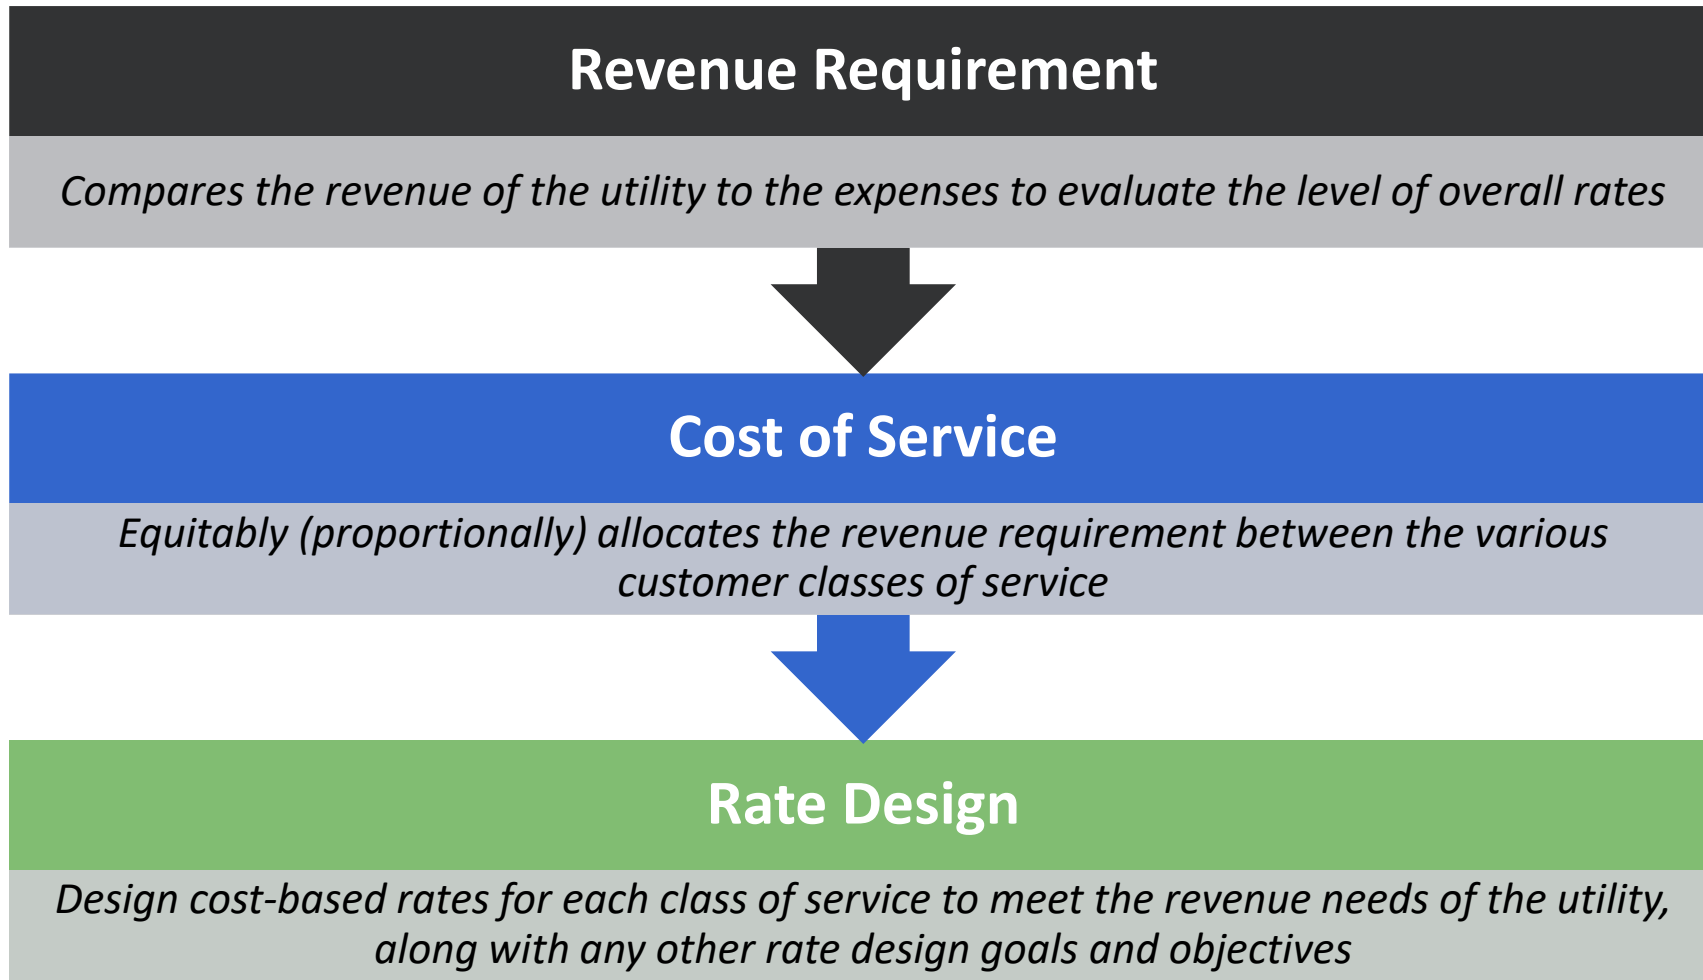 Revenue Requirement
Compares the revenue of the utility to the expenses to evaluate the level of overall rates
Cost of Service
Equitably (proportionally) allocates the revenue requirement between the various
customer classes of service
Rate Design
Design cost-based rates for each class of service to meet the revenue needs of the utility,
along with any other rate design goals and objectives